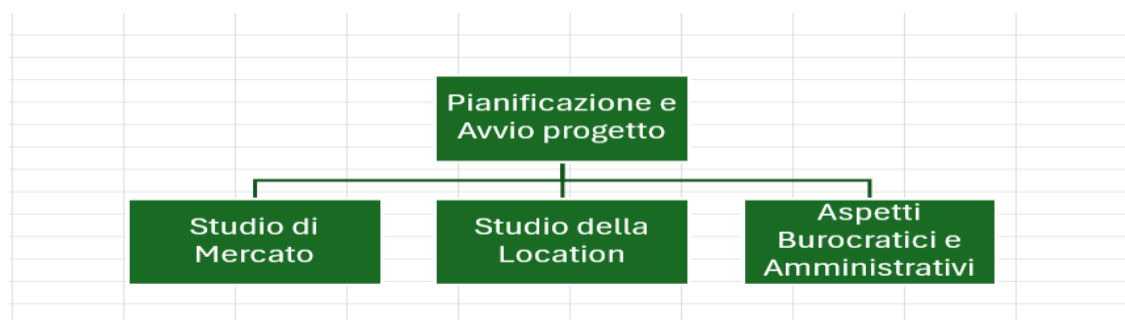 Pianificazione e
Avvio progetto
Studio di
Mercato
Studio della
Location
Aspetti
Burocratici e
Amministrativi